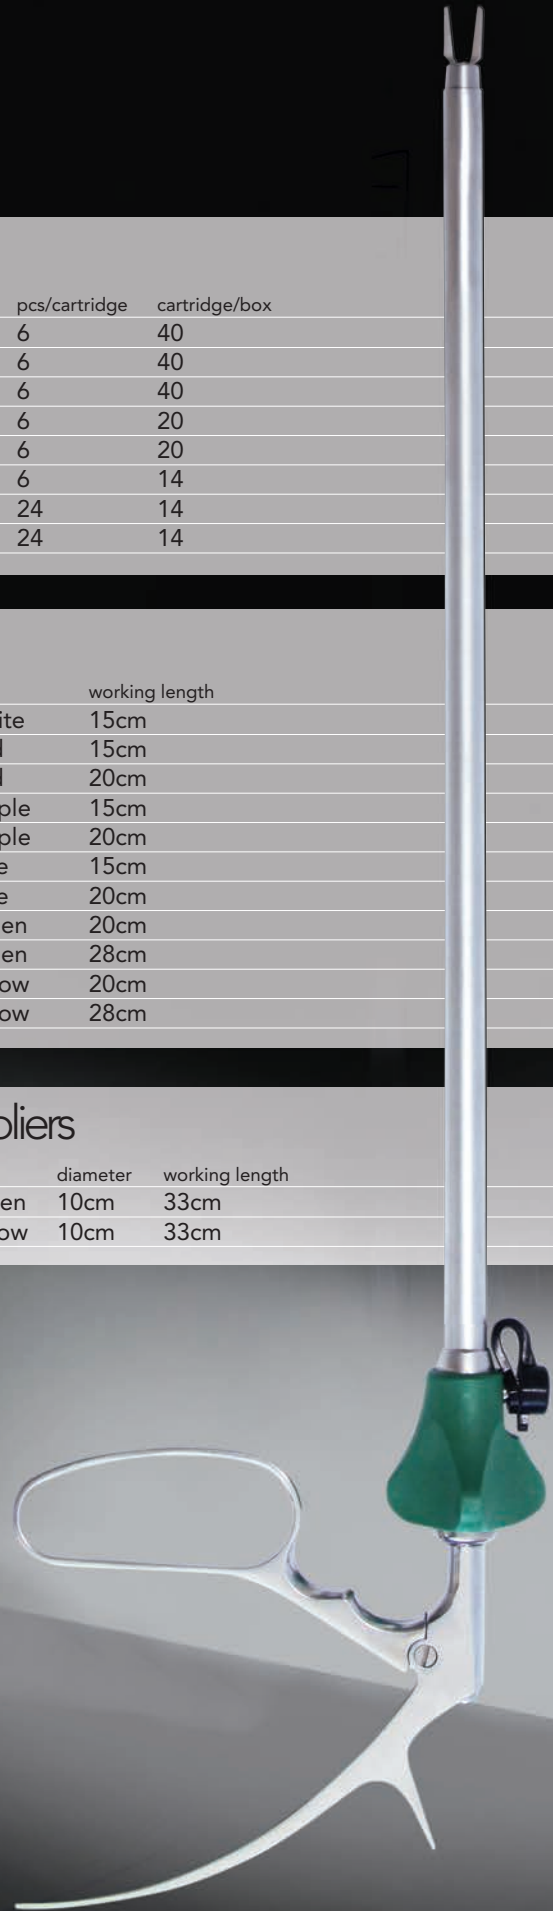 pcs/cartridge cartridge/box
6 40
6 40
6 40
6 20
6 20
6 14
24 14
24 14
working length
ite 15cm
15cm
20cm
ple 15cm
ple 20cm
e 15cm
e 20cm
en 20cm
en 28cm
ow 20cm
ow 28cm
pliers
diameter working length
en 10cm 33cm
ow 10cm 33cm